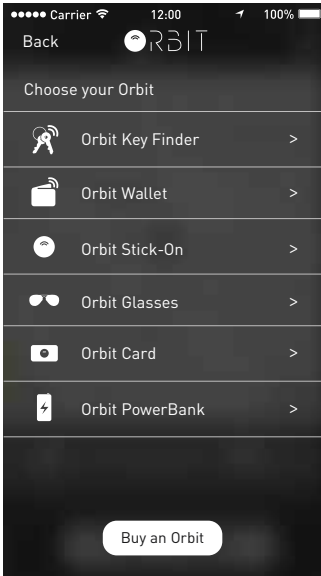 Carrier 12:00 100%
Back ORBIT
Choose your Orbit
Orbit Key Finder >
Orbit Wallet >
Orbit Stick-On >
Orbit Glasses >
Orbit Card >
Orbit PowerBank >
Buy an Orbit